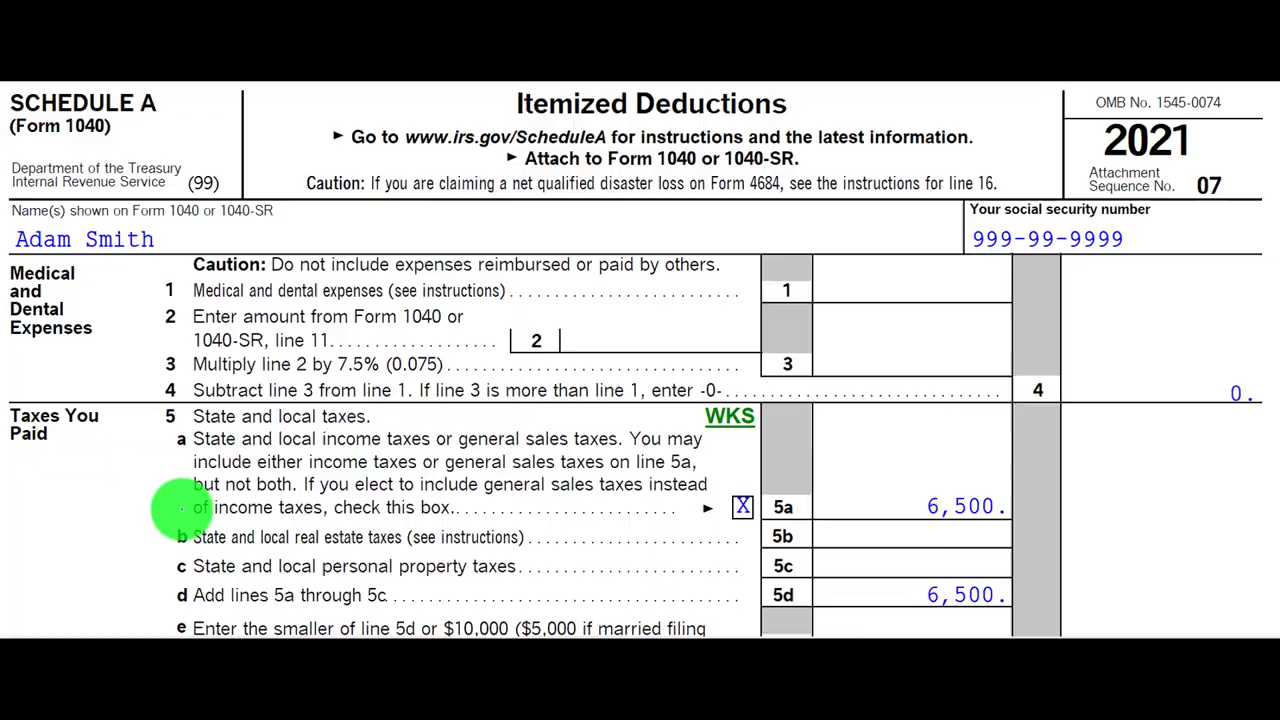 SCHEDULE A
(Form 1040)
Department of the Treasury
Internal Revenue Service (99)
Itemized Deductions
► Go to www.irs.gov/ScheduleA for instructions and the latest information.
► Attach to Form 1040 or 1040-SR.
Caution: If you are claiming a net qualified disaster loss on Form 4684, see the instructions for line 16.
OMB No. 1545-0074
2021
Attachment
Sequence No. 07
Name(s) shown on Form 1040 or 1040-SR
Adam Smith
Your social security number
999-99-9999
Medical
and
Dental
Expenses
Caution: Do not include expenses reimbursed or paid by others.
1 Medical and dental expenses (see instructions) 1
2 Enter amount from Form 1040 or
1040-SR, line 11 2
3 Multiply line 2 by 7.5% (0.075) 3
4 Subtract line 3 from line 1. If line 3 is more than line 1, enter -0- 4 0.
Taxes You
Paid
5 State and local taxes. WKS
a State and local income taxes or general sales taxes. You may
include either income taxes or general sales taxes on line 5a,
but not both. If you elect to include general sales taxes instead
of income taxes, check this box. ► X 5a 6,500.
b State and local real estate taxes (see instructions) 5b
c State and local personal property taxes 5c
d Add lines 5a through 5c 5d 6,500.
e Enter the smaller of line 5d or $10,000 ($5,000 if married filing